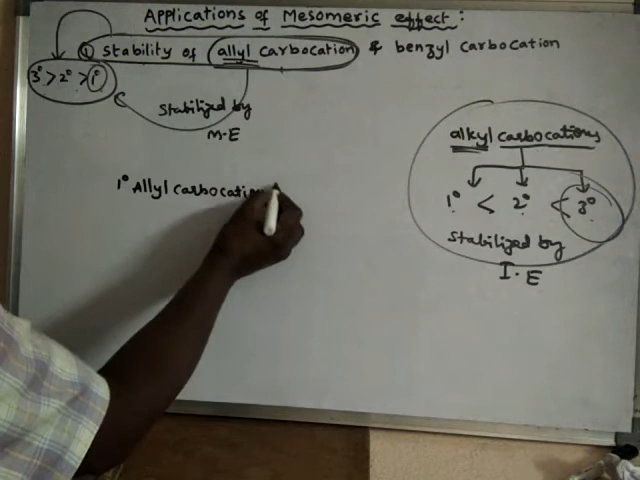 Applications of Mesomeric effect :
① Stability of allyl carbocation & benzyl carbocation
3° > 2° > 1°
Stabilized by
M.E
alkyl carbocations
1° < 2° < 3°
Stabilized by
I.E
1° Allyl carbocation